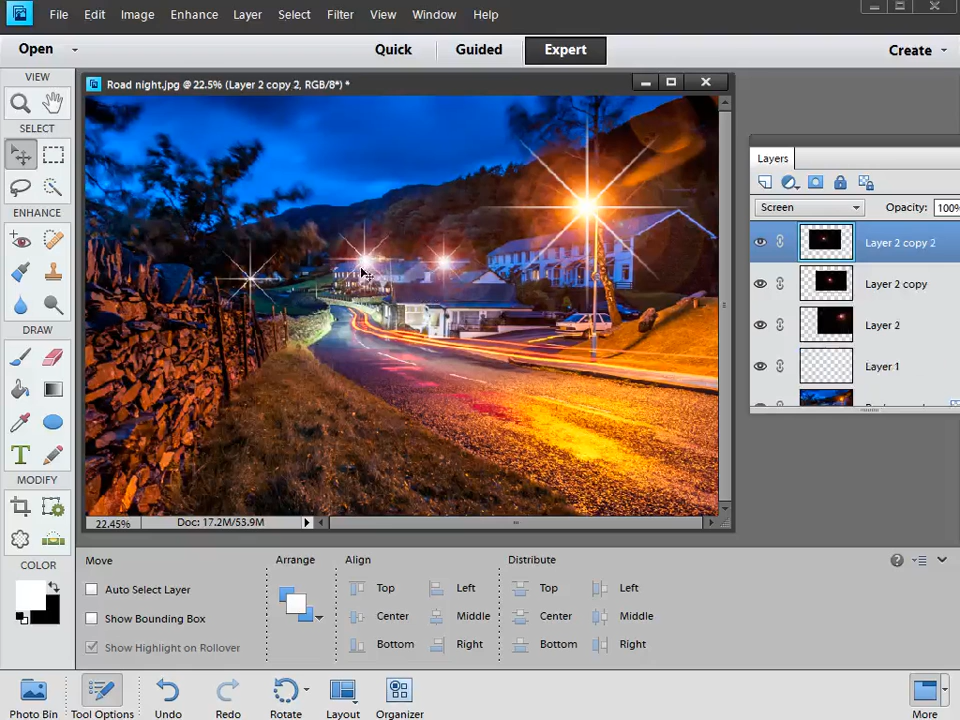 File Edit Image Enhance Layer Select Filter View Window Help
Open Quick Guided Expert Create
VIEW
Road night.jpg @ 22.5% (Layer 2 copy 2, RGB/8*) *
SELECT
Layers
ENHANCE
Screen Opacity: 100%
Layer 2 copy 2
Layer 2 copy
Layer 2
DRAW
Layer 1
T
MODIFY
22.45% Doc: 17.2M/53.9M
COLOR
Move Arrange Align Distribute
Auto Select Layer Top Left Top Left
Show Bounding Box Center Middle Center Middle
Show Highlight on Rollover Bottom Right Bottom Right
Photo Bin Tool Options Undo Redo Rotate Layout Organizer More